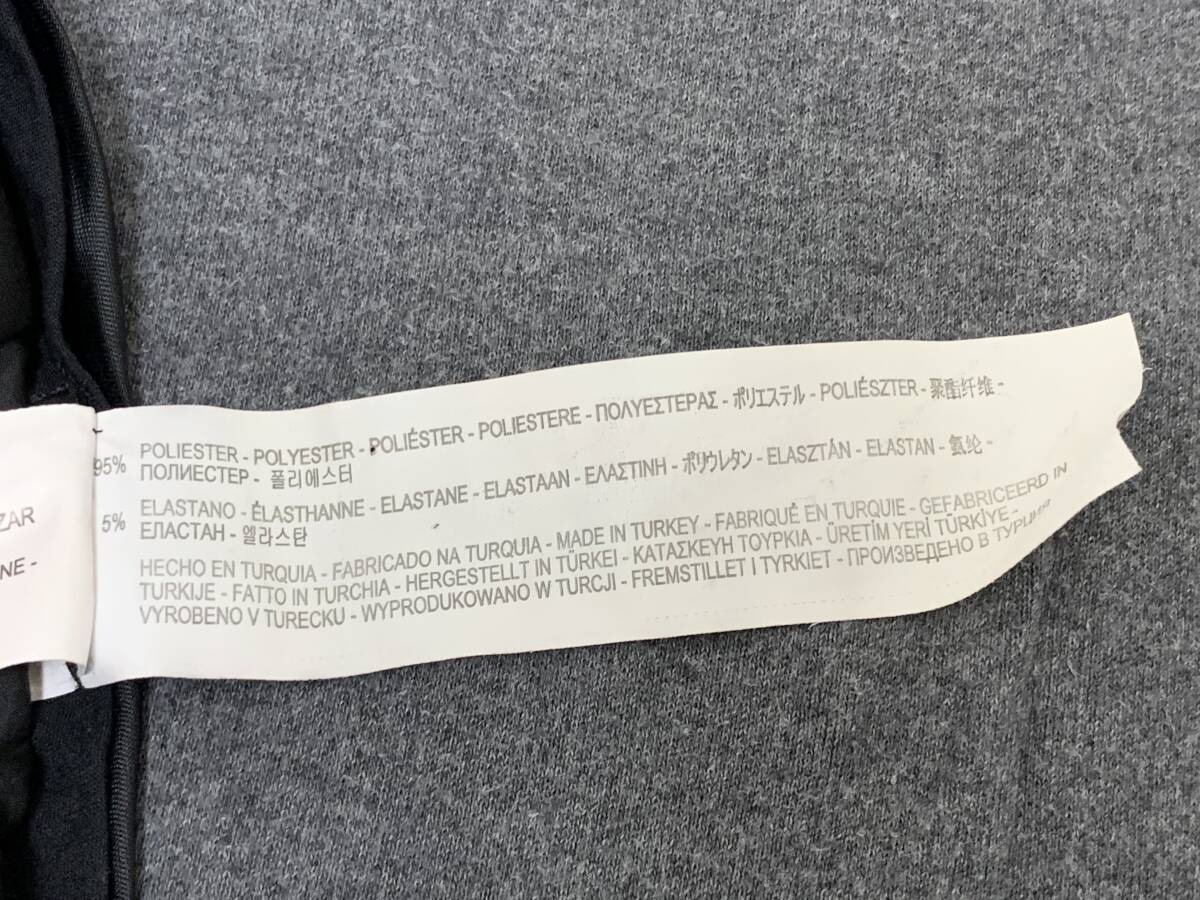 95% POLIESTER - POLYESTER - POLIÉSTER - POLIESTERE - ΠΟΛΥΕΣΤΕΡΑΣ - ポリエステル - POLIÉSZTER - 聚酯纤维 -
ПОЛИЕСТЕР - 폴리에스터
5% ELASTANO - ÉLASTHANNE - ELASTANE - ELASTAAN - ΕΛΑΣΤΙΝΗ - ポリウレタン - ELASZTÁN - ELASTAN - 氨纶 -
ЕЛАСТАН - 엘라스탄
HECHO EN TURQUIA - FABRICADO NA TURQUIA - MADE IN TURKEY - FABRIQUÉ EN TURQUIE - GEFABRICEERD IN
TURKIJE - FATTO IN TURCHIA - HERGESTELLT IN TÜRKEI - ΚΑΤΑΣΚΕΥΗ ΤΟΥΡΚΙΑ - ÜRETİM YERİ TÜRKİYE -
VYROBENO V TURECKU - WYPRODUKOWANO W TURCJI - FREMSTILLET I TYRKIET - ПРОИЗВЕДЕНО В ТУРЦИЯ
ZAR
NE -